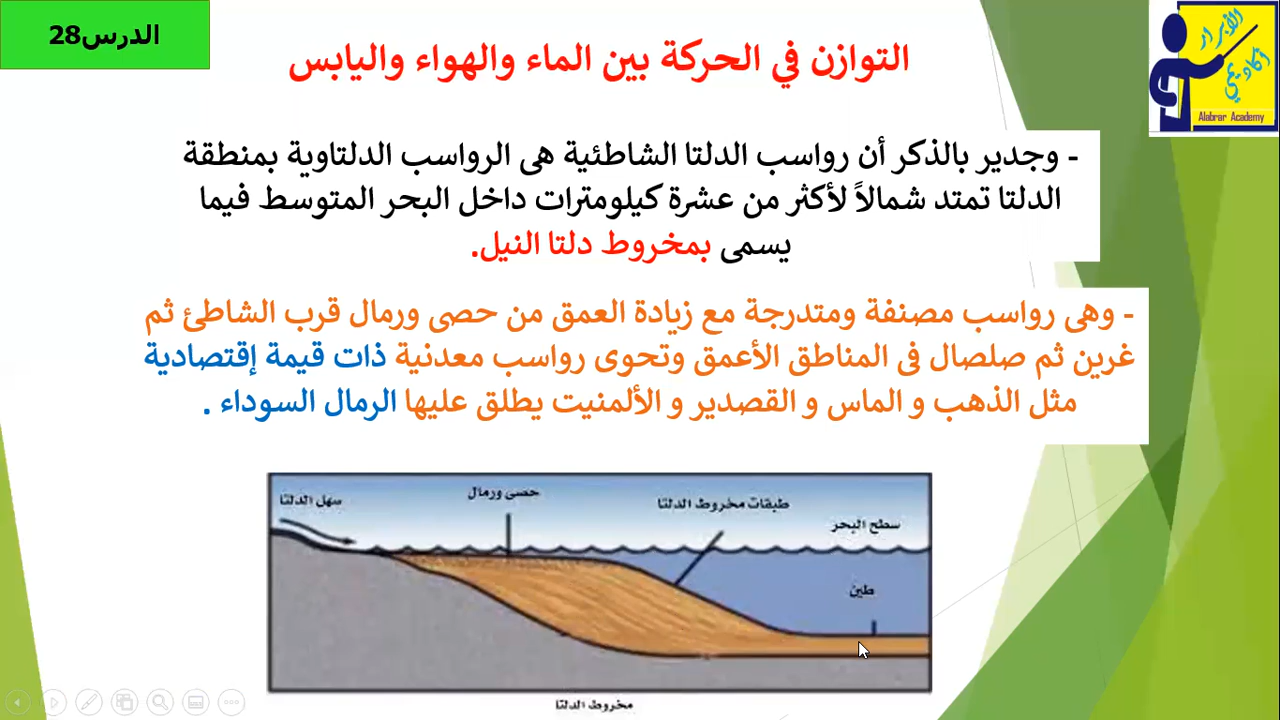 الدرس28
التوازن في الحركة بين الماء والهواء واليابس
الأبرار
أكاديمي
Alabrar Academy
- وجدير بالذكر أن رواسب الدلتا الشاطئية هى الرواسب الدلتاوية بمنطقة
الدلتا تمتد شمالاً لأكثر من عشرة كيلومترات داخل البحر المتوسط فيما
يسمى بمخروط دلتا النيل.
- وهى رواسب مصنفة ومتدرجة مع زيادة العمق من حصى ورمال قرب الشاطئ ثم
غرين ثم صلصال فى المناطق الأعمق وتحوى رواسب معدنية ذات قيمة إقتصادية
مثل الذهب و الماس و القصدير و الألمنيت يطلق عليها الرمال السوداء .
سهل الدلتا
حصى ورمال
طبقات مخروط الدلتا
سطح البحر
طين
مخروط الدلتا